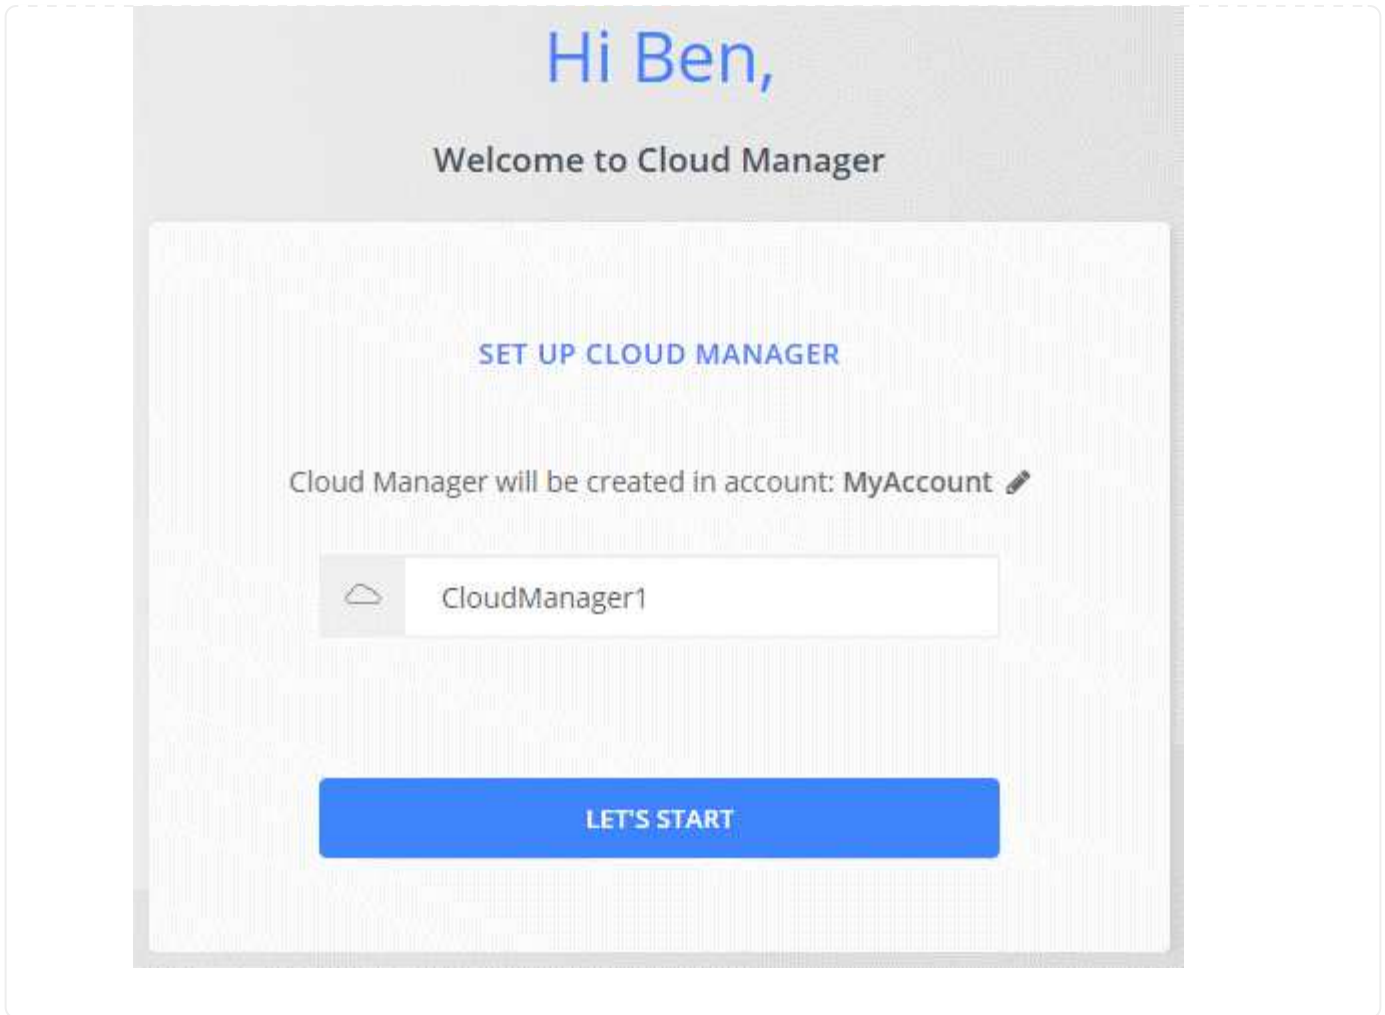 Hi Ben,
Welcome to Cloud Manager
SET UP CLOUD MANAGER
Cloud Manager will be created in account: MyAccount
CloudManager1
LET'S START